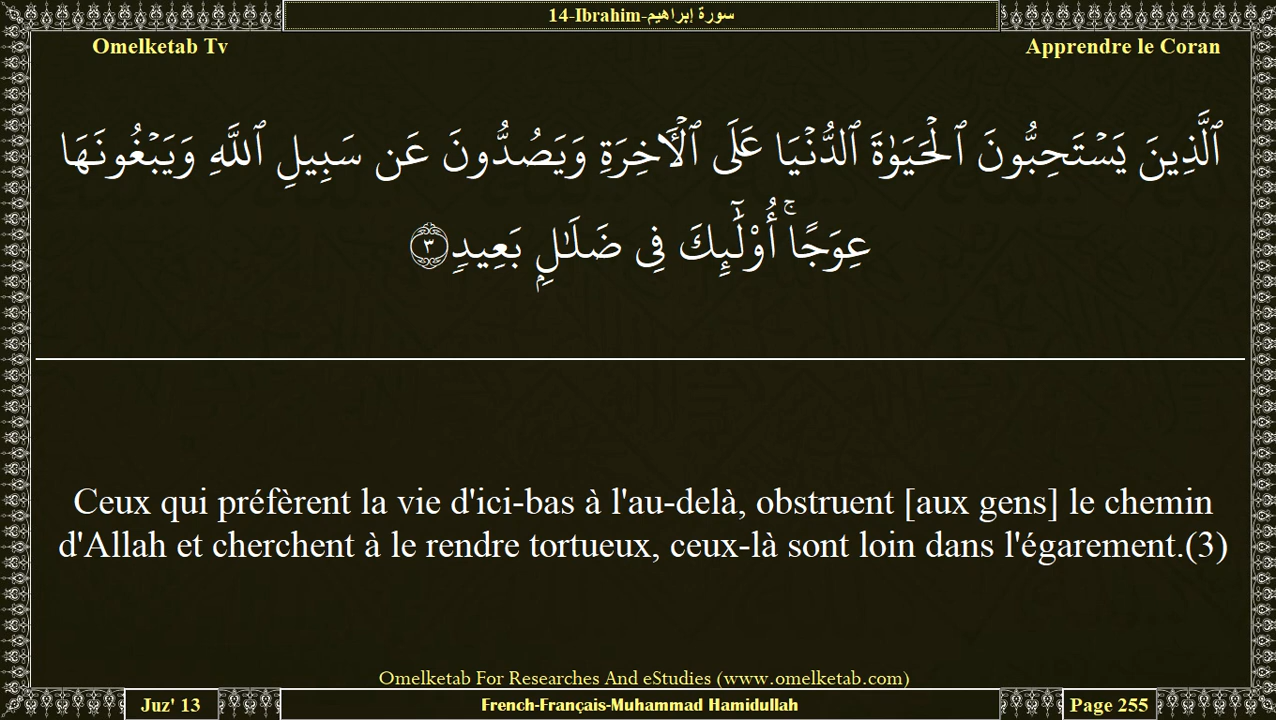 14-Ibrahim-سورة إبراهيم
Omelketab Tv
Apprendre le Coran
ٱلَّذِينَ يَسۡتَحِبُّونَ ٱلۡحَيَوٰةَ ٱلدُّنۡيَا عَلَى ٱلۡأٓخِرَةِ وَيَصُدُّونَ عَن سَبِيلِ ٱللَّهِ وَيَبۡغُونَهَا
عِوَجًاۚ أُوْلَٰٓئِكَ فِي ضَلَٰلِۭ بَعِيدٖ ٣
Ceux qui préfèrent la vie d'ici-bas à l'au-delà, obstruent [aux gens] le chemin
d'Allah et cherchent à le rendre tortueux, ceux-là sont loin dans l'égarement.(3)
Omelketab For Researches And eStudies (www.omelketab.com)
Juz' 13
French-Français-Muhammad Hamidullah
Page 255